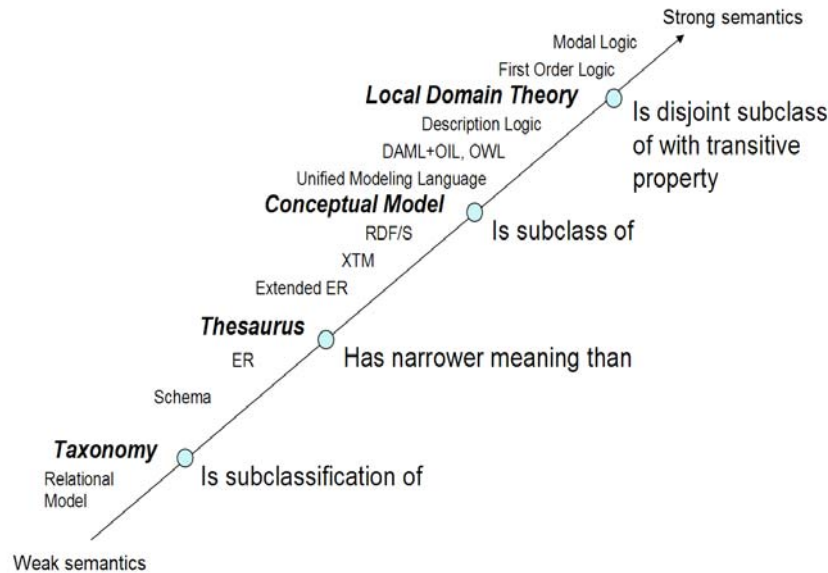 Strong semantics
Modal Logic
First Order Logic
Local Domain Theory
Is disjoint subclass
of with transitive
property
Description Logic
DAML+OIL, OWL
Unified Modeling Language
Conceptual Model
Is subclass of
RDF/S
XTM
Extended ER
Thesaurus
Has narrower meaning than
ER
Schema
Taxonomy
Is subclassification of
Relational
Model
Weak semantics